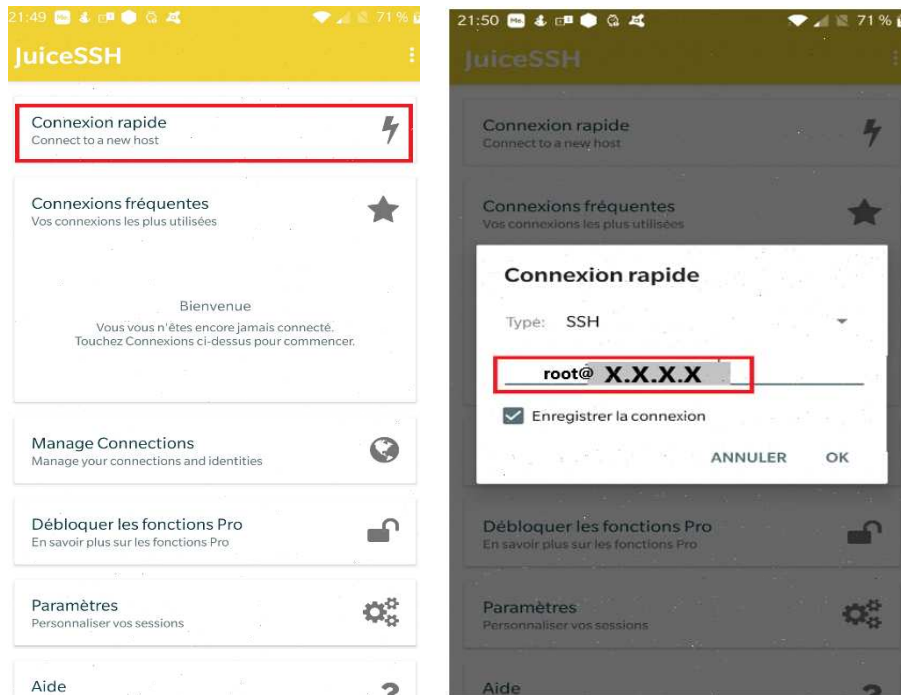 21:49
71 %
JuiceSSH
Connexion rapide
Connect to a new host
Connexions fréquentes
Vos connexions les plus utilisées
Bienvenue
Vous vous n'êtes encore jamais connecté.
Touchez Connexions ci-dessus pour commencer.
Manage Connections
Manage your connections and identities
Débloquer les fonctions Pro
En savoir plus sur les fonctions Pro
Paramètres
Personnaliser vos sessions
Aide
21:50
71 %
JuiceSSH
Connexion rapide
Connect to a new host
Connexions fréquentes
Vos connexions les plus utilisées
Connexion rapide
Type: SSH
root@ X.X.X.X
Enregistrer la connexion
ANNULER OK
Débloquer les fonctions Pro
En savoir plus sur les fonctions Pro
Paramètres
Personnaliser vos sessions
Aide